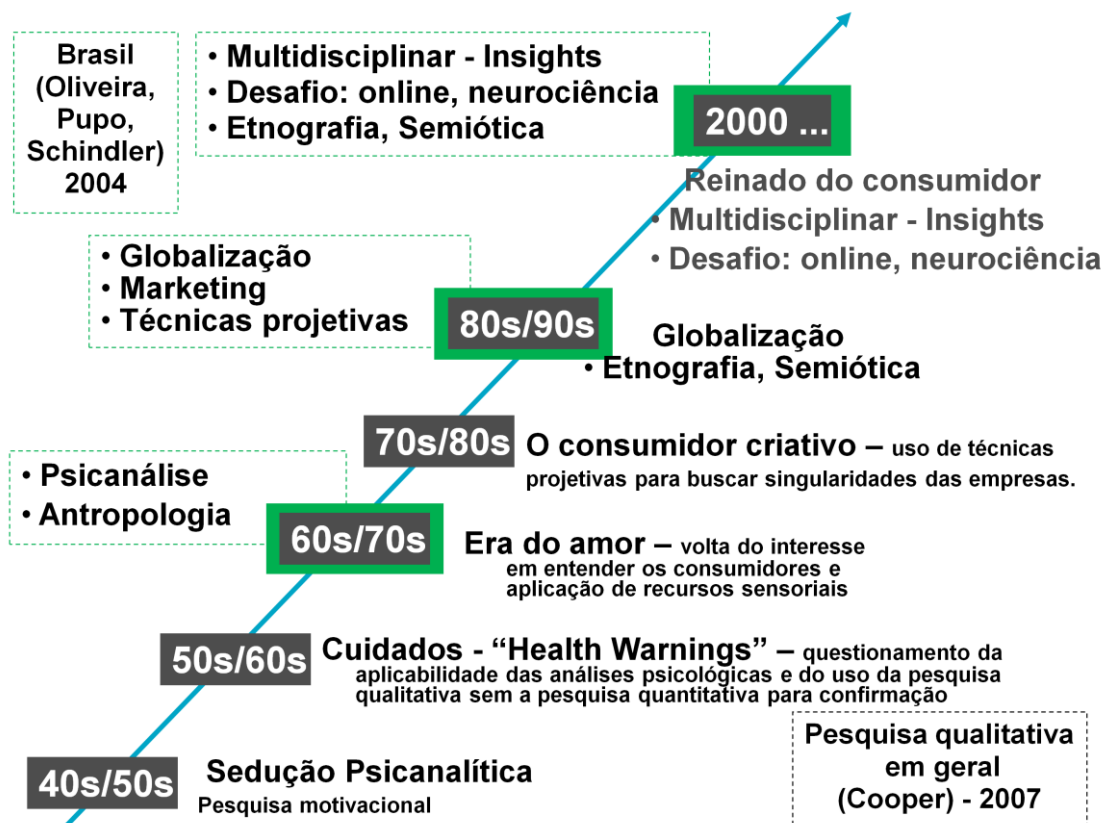 Brasil
(Oliveira,
Pupo,
Schindler)
2004
• Multidisciplinar - Insights
• Desafio: online, neurociência
• Etnografia, Semiótica
2000 ...
Reinado do consumidor
• Multidisciplinar - Insights
• Desafio: online, neurociência
• Globalização
• Marketing
• Técnicas projetivas
80s/90s
Globalização
• Etnografia, Semiótica
70s/80s
O consumidor criativo – uso de técnicas
projetivas para buscar singularidades das empresas.
• Psicanálise
• Antropologia
60s/70s
Era do amor – volta do interesse
em entender os consumidores e
aplicação de recursos sensoriais
50s/60s
Cuidados - “Health Warnings” – questionamento da
aplicabilidade das análises psicológicas e do uso da pesquisa
qualitativa sem a pesquisa quantitativa para confirmação
40s/50s
Sedução Psicanalítica
Pesquisa motivacional
Pesquisa qualitativa
em geral
(Cooper) - 2007